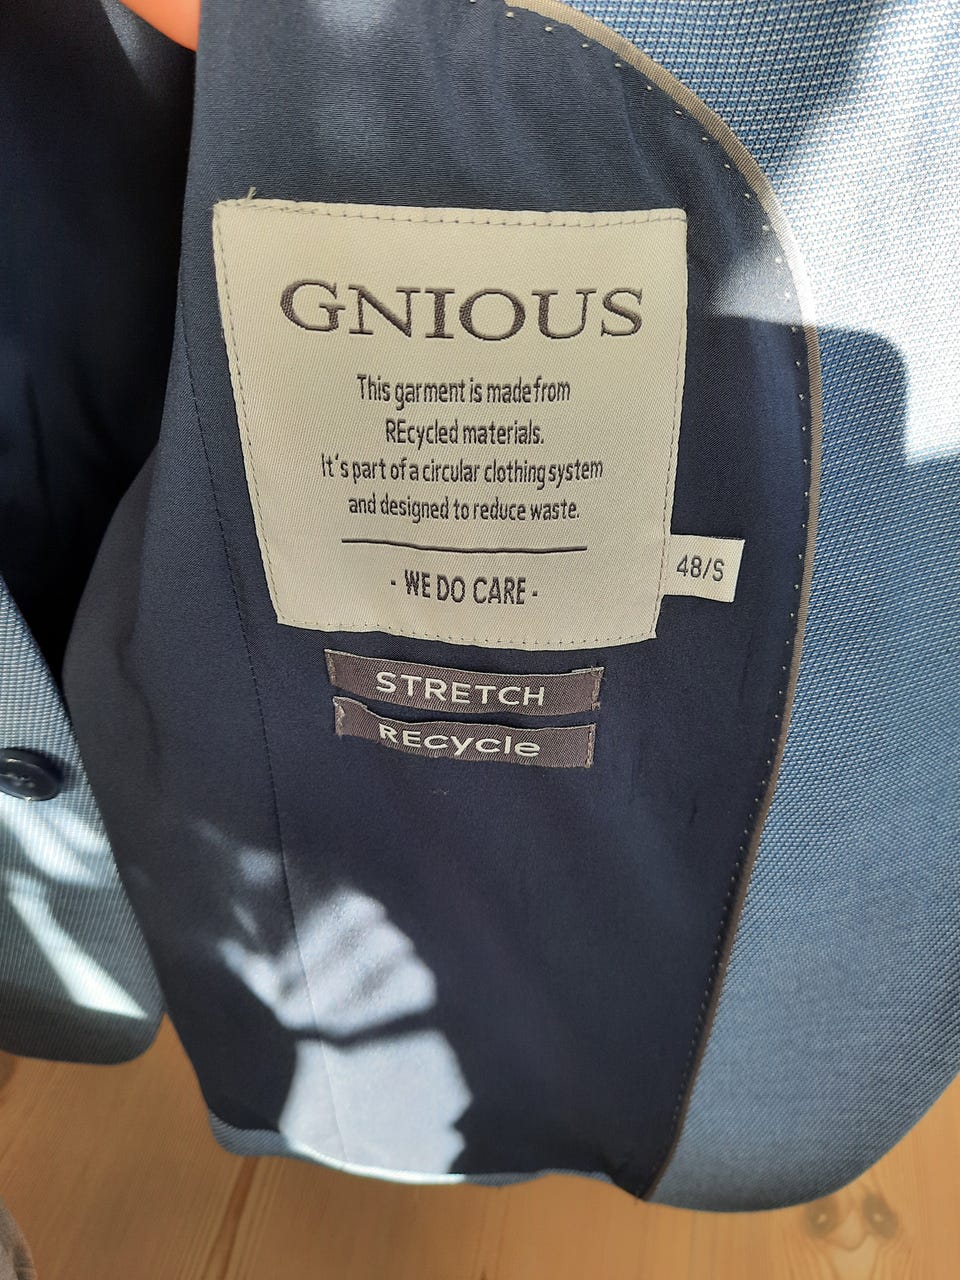 GNIOUS
This garment is made from
REcycled materials.
It's part of a circular clothing system
and designed to reduce waste.
- WE DO CARE -
48/S
STRETCH
REcycle